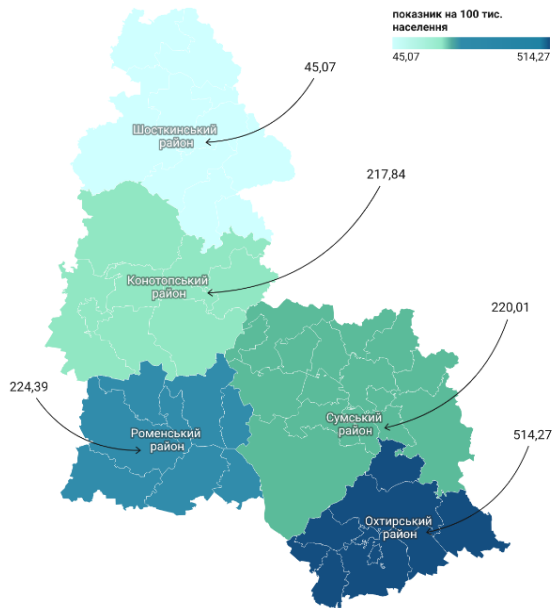 показник на 100 тис.
населення
45,07 514,27
45,07
Шосткинський
район
217,84
Конотопський
район
220,01
224,39
Сумський
район
Роменський
район
514,27
Охтирський
район